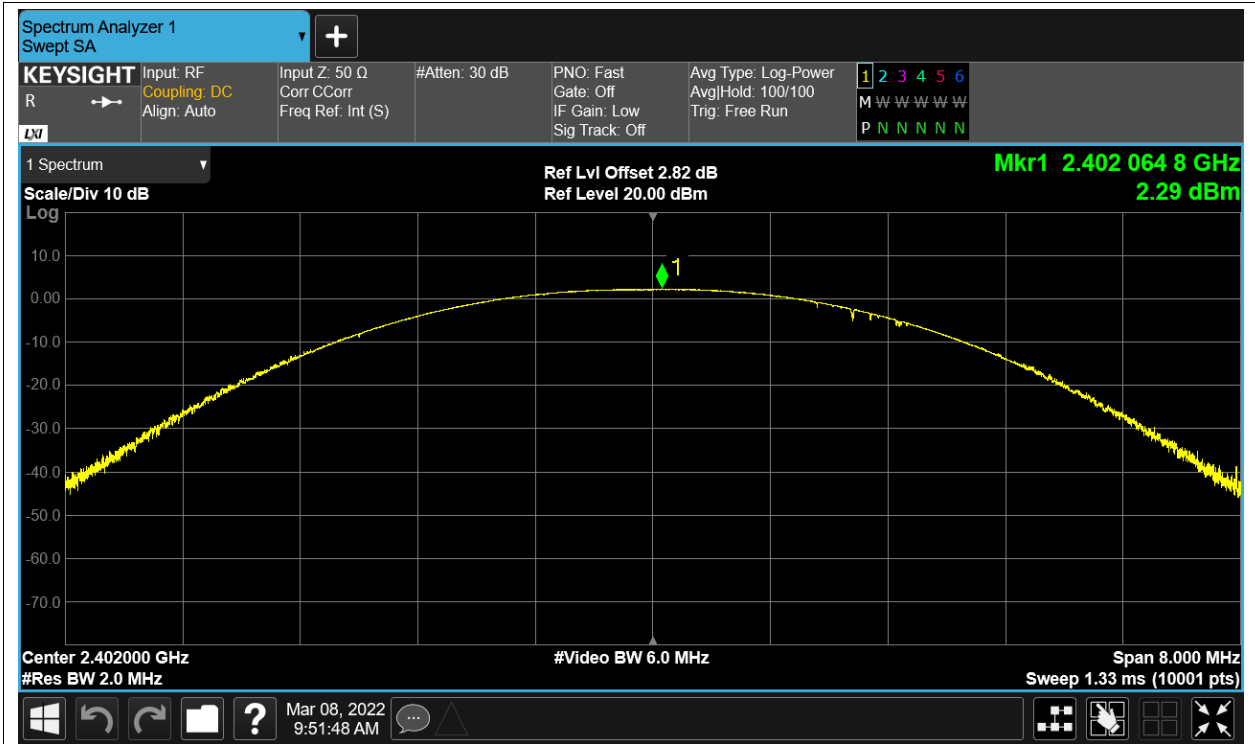 Spectrum Analyzer 1
Swept SA
+
KEYSIGHT
R
LXI
Input: RF
Coupling: DC
Align: Auto
Input Z: 50 Ω
Corr CCorr
Freq Ref: Int (S)
#Atten: 30 dB
PNO: Fast
Gate: Off
IF Gain: Low
Sig Track: Off
Avg Type: Log-Power
Avg|Hold: 100/100
Trig: Free Run
1 2 3 4 5 6
M W W W W W
P N N N N N
1 Spectrum
Scale/Div 10 dB
Log
Ref Lvl Offset 2.82 dB
Ref Level 20.00 dBm
Mkr1 2.402 064 8 GHz
2.29 dBm
1
10.0
0.00
-10.0
-20.0
-30.0
-40.0
-50.0
-60.0
-70.0
Center 2.402000 GHz
#Res BW 2.0 MHz
#Video BW 6.0 MHz
Span 8.000 MHz
Sweep 1.33 ms (10001 pts)
?
Mar 08, 2022
9:51:48 AM